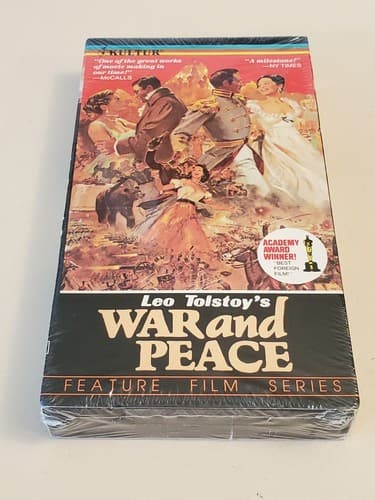 KULTUR
"One of the great works
of movie making in
our time!"
—McCALLS
"A milestone!"
—NY TIMES
ACADEMY
AWARD
WINNER!
"BEST
FOREIGN
FILM!"
Leo Tolstoy's
WAR and
PEACE
FEATURE FILM SERIES